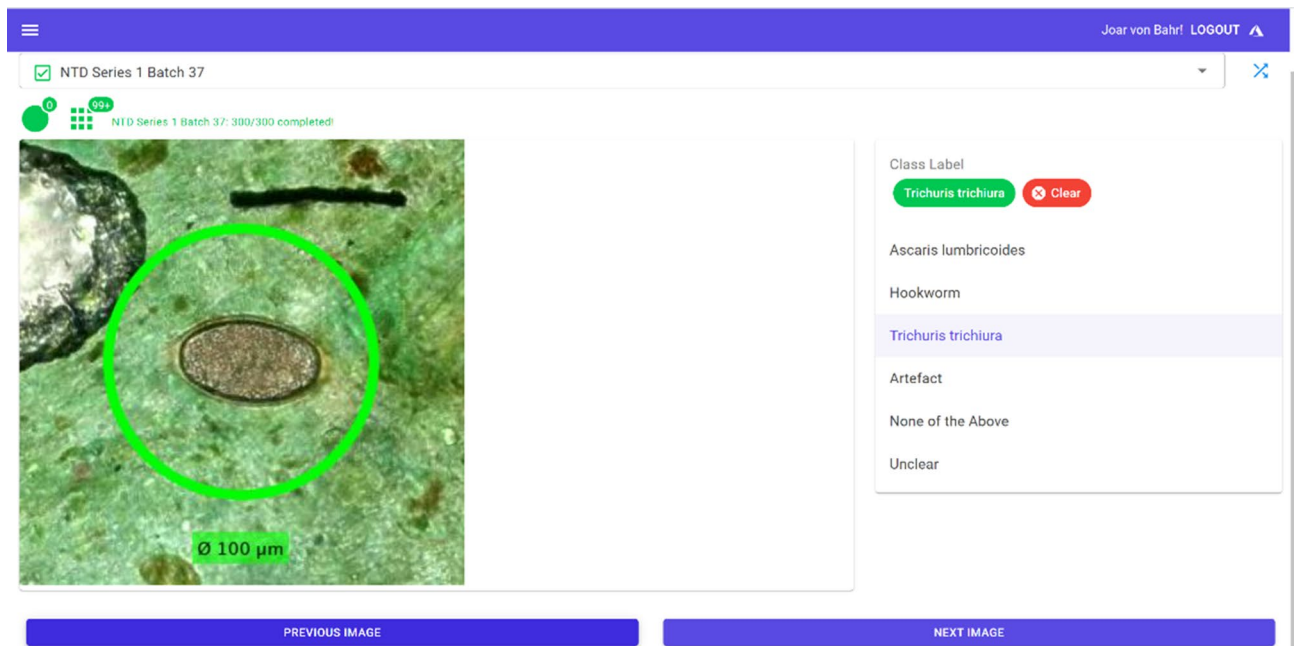 Joar von Bahr! LOGOUT
NTD Series 1 Batch 37
0
99+
NTD Series 1 Batch 37: 300/300 completed!
Class Label
Trichuris trichiura Clear
Ascaris lumbricoides
Hookworm
Trichuris trichiura
Artefact
None of the Above
Unclear
Ø 100 µm
PREVIOUS IMAGE NEXT IMAGE